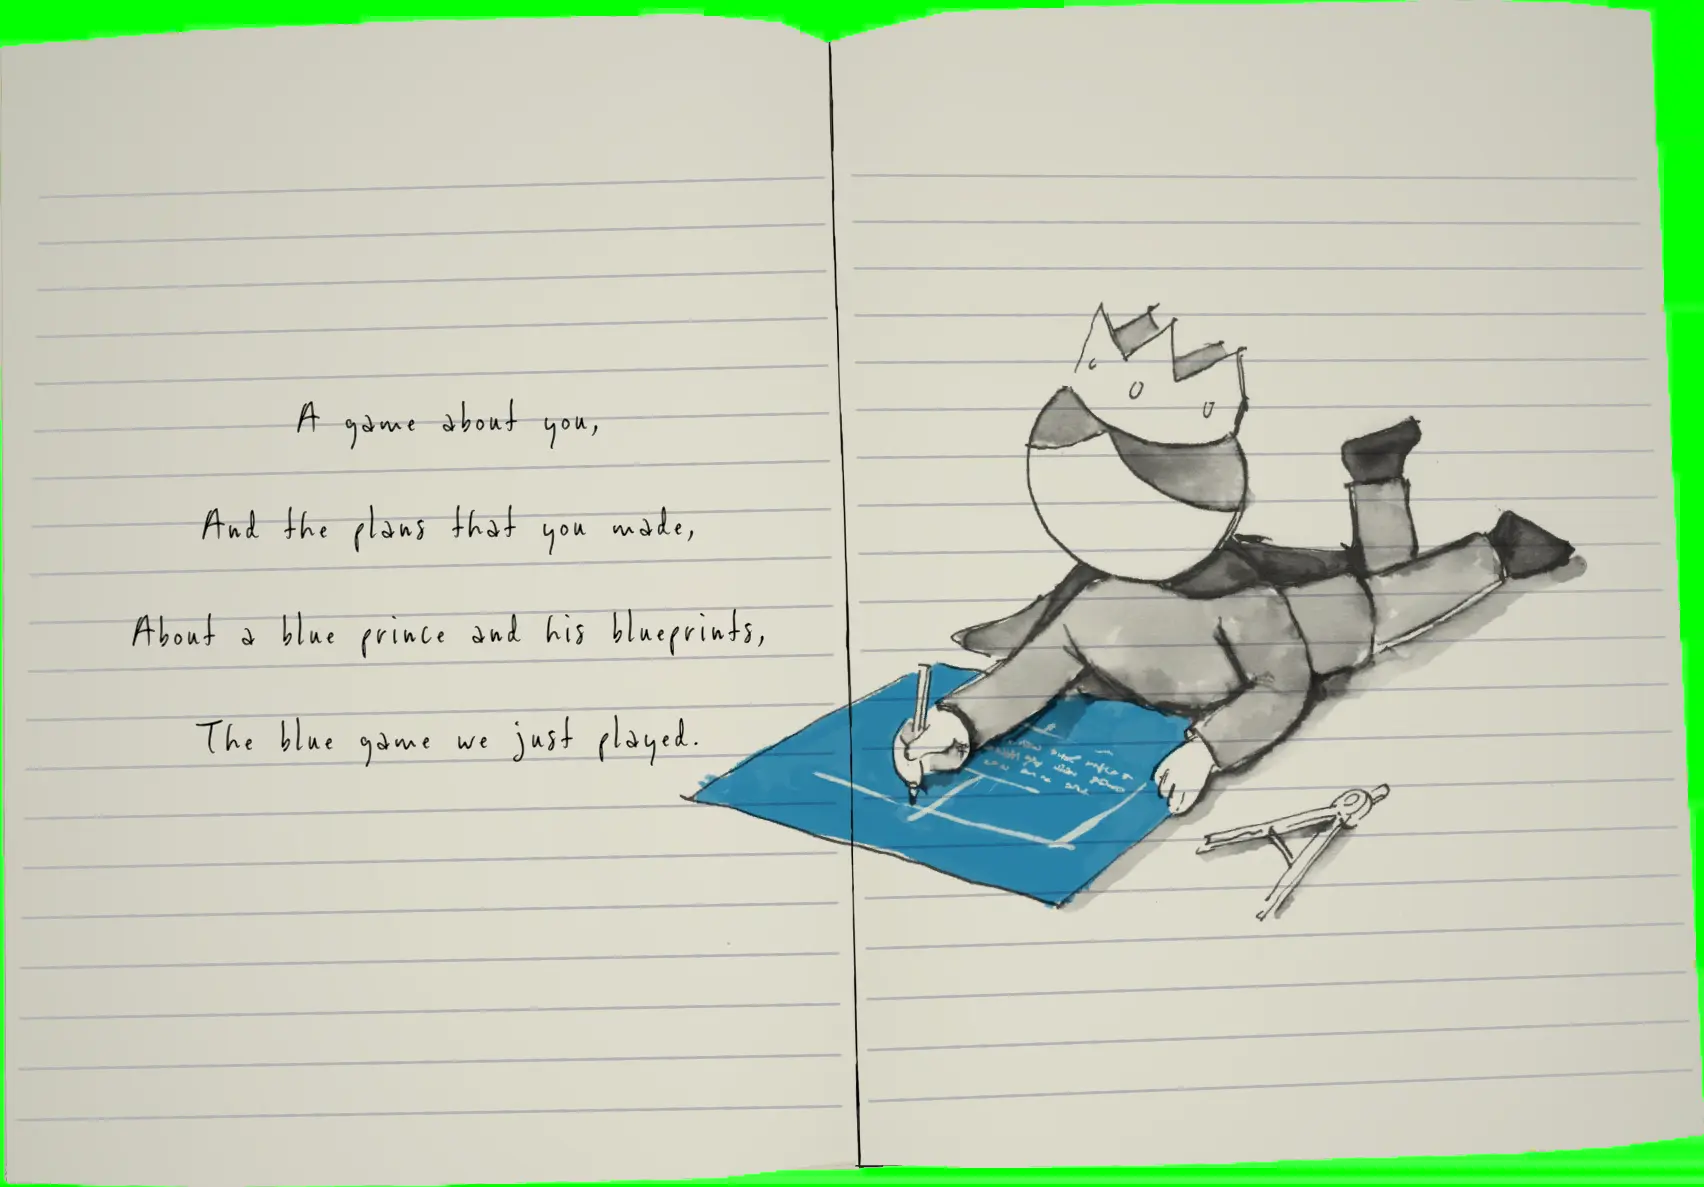 A game about you,
And the plans that you made,
About a blue prince and his blueprints,
The blue game we just played.